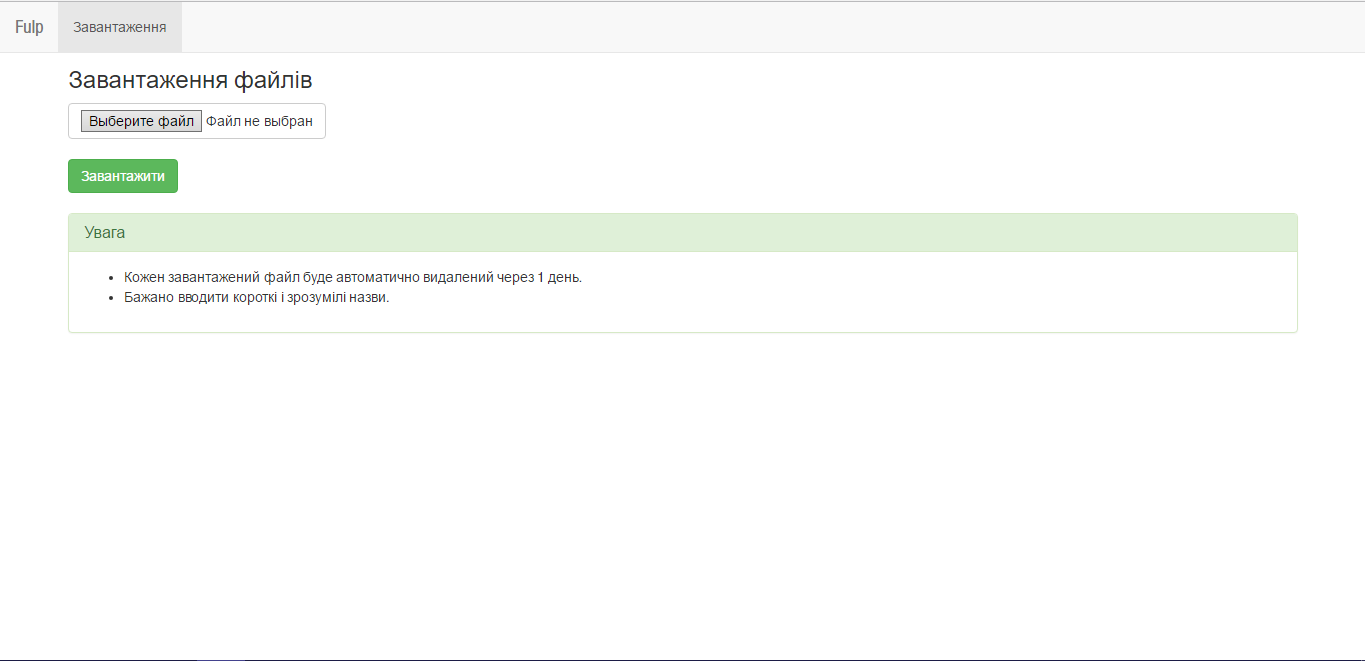 Fulp Завантаження
Завантаження файлів
Выберите файл Файл не выбран
Завантажити
Увага
Кожен завантажений файл буде автоматично видалений через 1 день.
Бажано вводити короткі і зрозумілі назви.